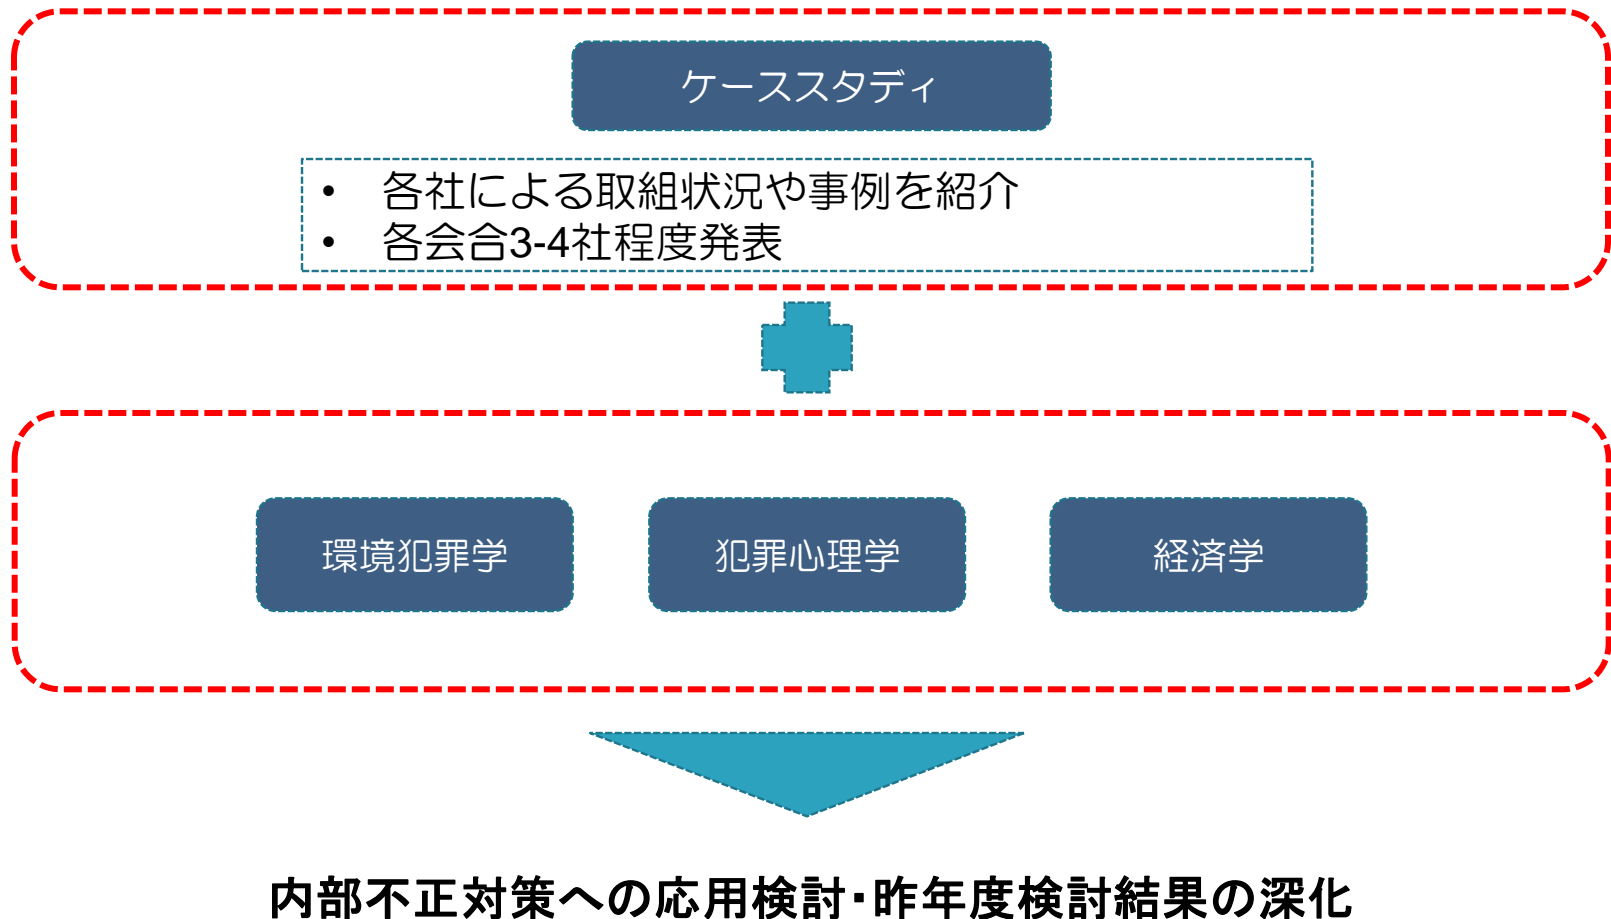 ケーススタディ
• 各社による取組状況や事例を紹介
• 各会合3-4社程度発表
環境犯罪学
犯罪心理学
経済学
内部不正対策への応用検討・昨年度検討結果の深化